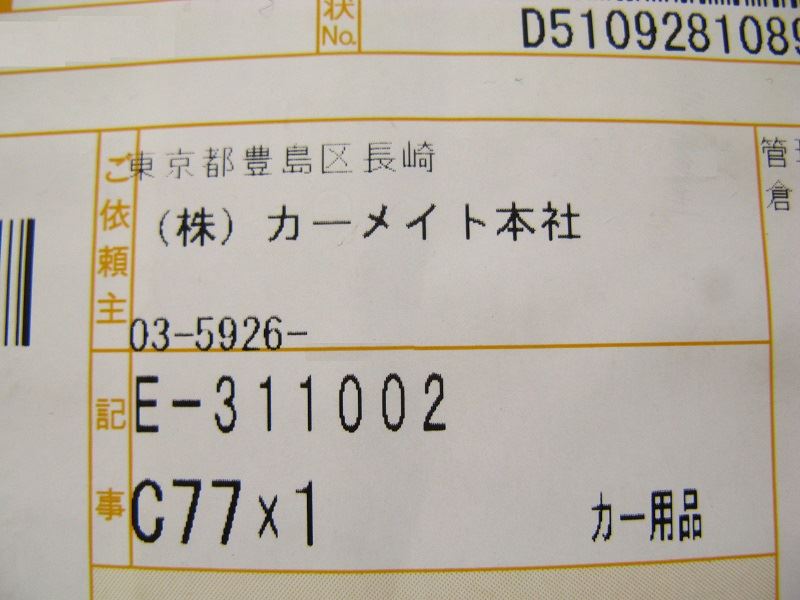 状
No.
D510928108
ご依頼主
東京都豊島区長崎
(株)カーメイト本社
03-5926-
管理
倉
記事
E-311002
C77×1
カー用品